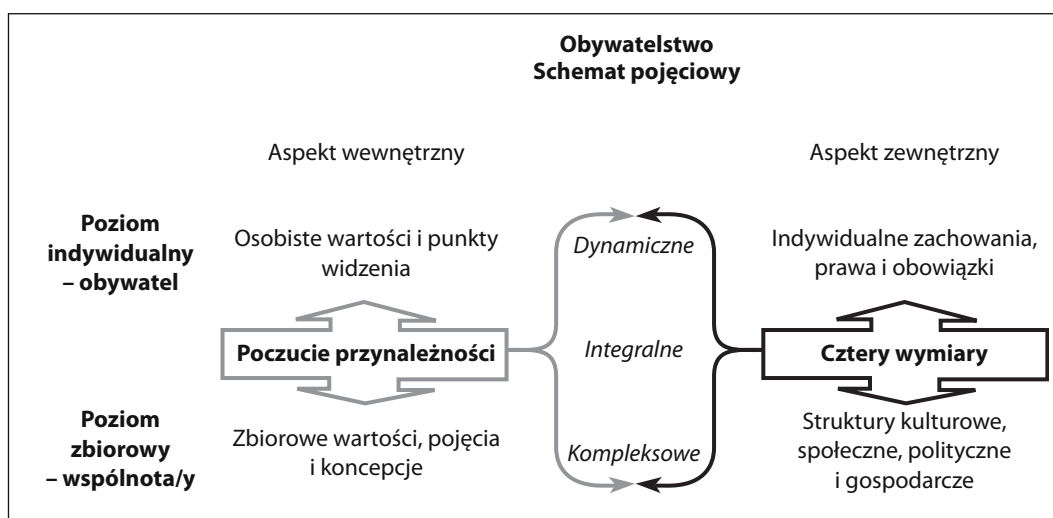 Obywatelstwo
Schemat pojęciowy
Aspekt wewnętrzny
Aspekt zewnętrzny
Poziom
indywidualny
– obywatel
Osobiste wartości i punkty
widzenia
Dynamiczne
Indywidualne zachowania,
prawa i obowiązki
Poczucie przynależności
Integralne
Cztery wymiary
Poziom
zbiorowy
– wspólnota/y
Zbiorowe wartości, pojęcia
i koncepcje
Kompleksowe
Struktury kulturowe,
społeczne, polityczne
i gospodarcze